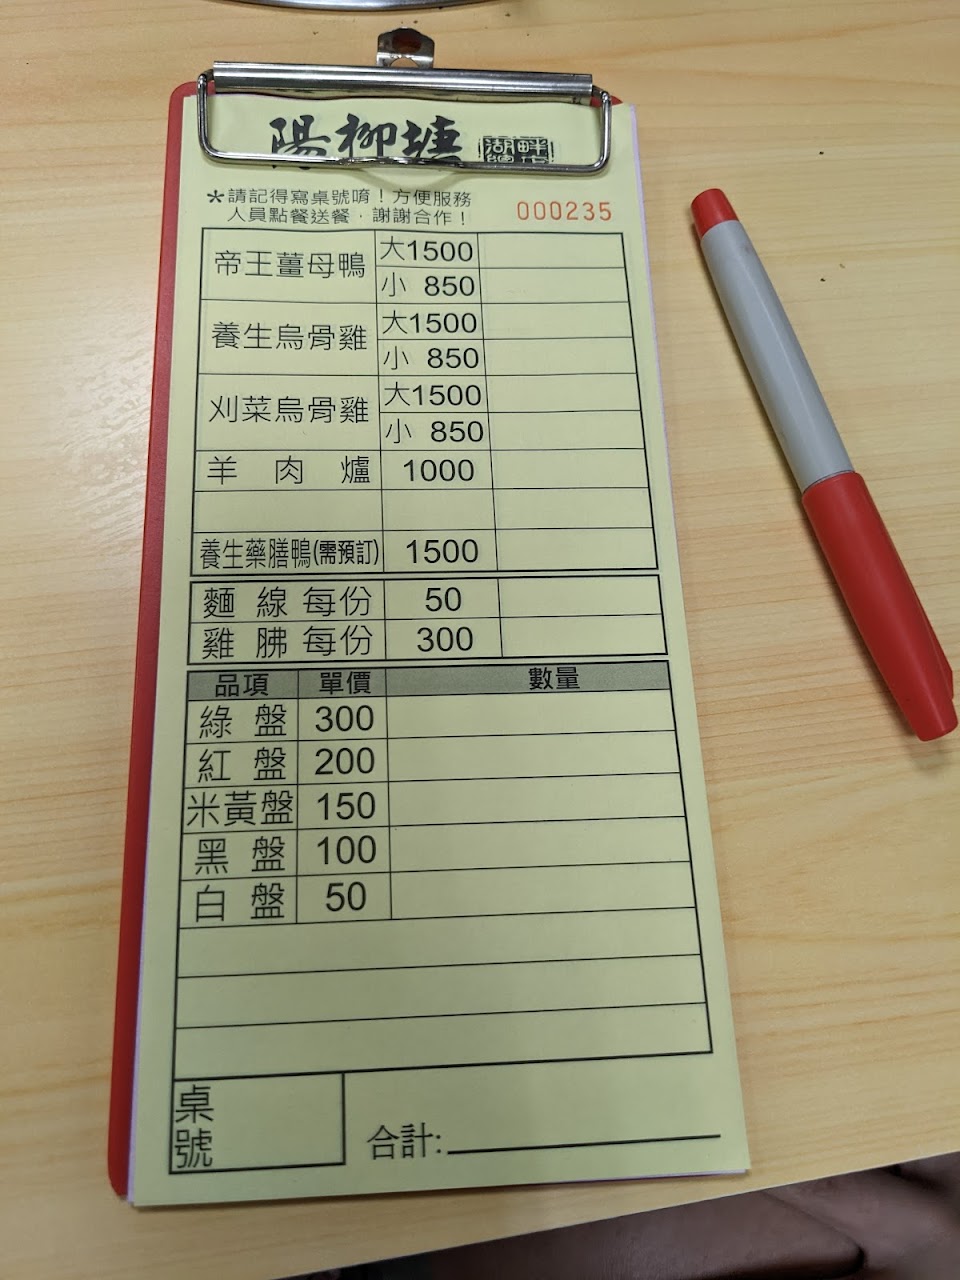 陽柳塘 湖畔總店
*請記得寫桌號唷！方便服務
人員點餐送餐，謝謝合作！
000235
帝王薑母鴨 大1500
小 850
養生烏骨雞 大1500
小 850
刈菜烏骨雞 大1500
小 850
羊肉爐 1000
養生藥膳鴨(需預訂) 1500
麵線每份 50
雞胇每份 300
品項 單價 數量
綠盤 300
紅盤 200
米黃盤 150
黑盤 100
白盤 50
桌號
合計: